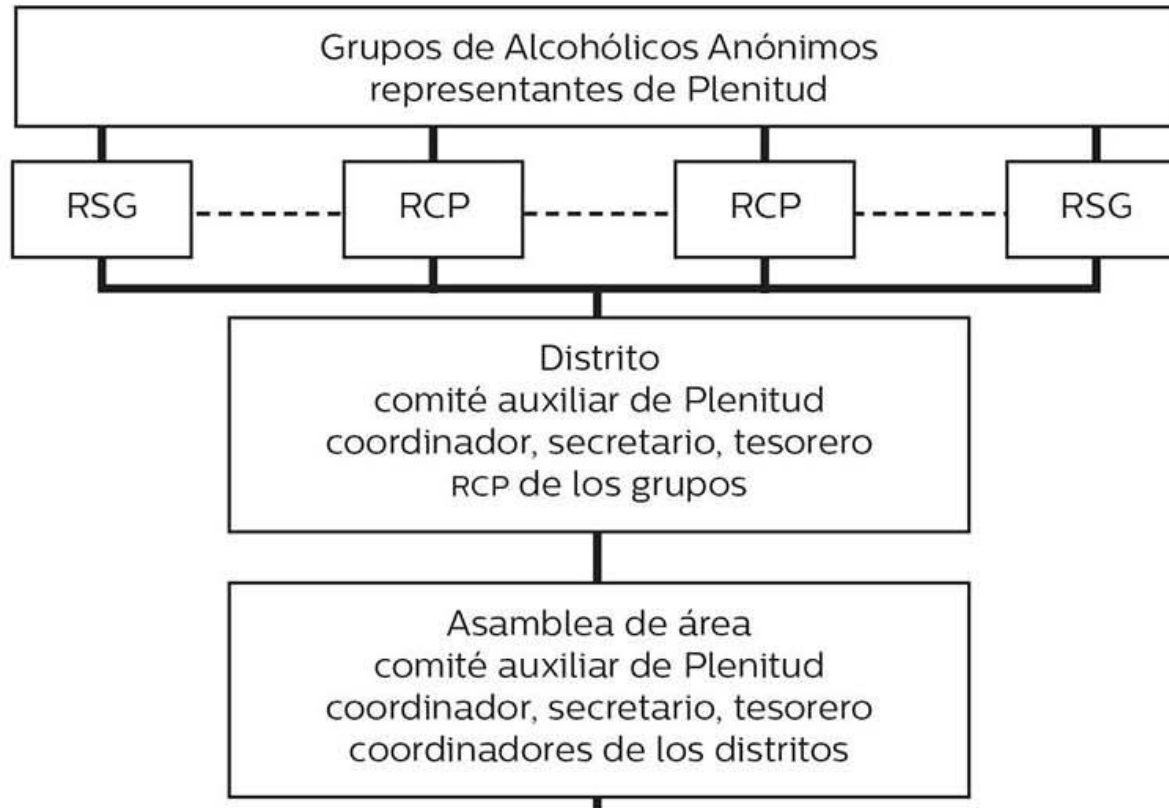 Grupos de Alcohólicos Anónimos
representantes de Plenitud
RSG RCP RCP RSG
Distrito
comité auxiliar de Plenitud
coordinador, secretario, tesorero
RCP de los grupos
Asamblea de área
comité auxiliar de Plenitud
coordinador, secretario, tesorero
coordinadores de los distritos